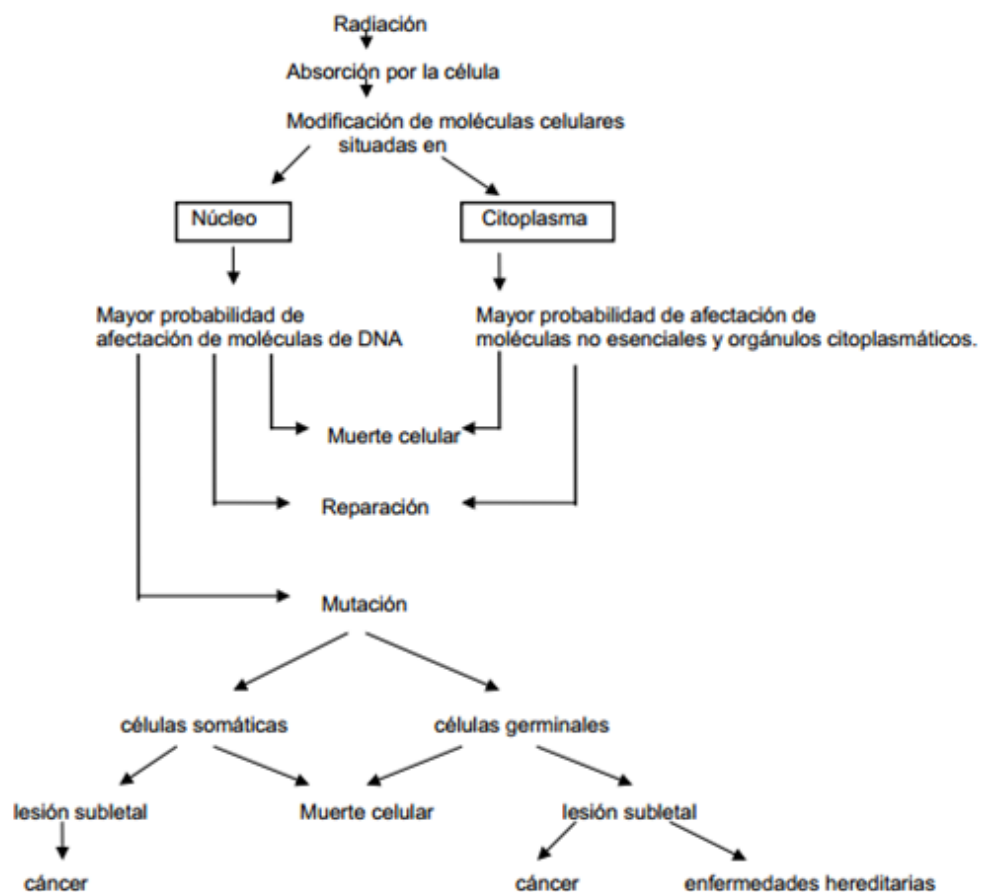 Radiación
Absorción por la célula
Modificación de moléculas celulares
situadas en
Núcleo
Citoplasma
Mayor probabilidad de
afectación de moléculas de DNA
Mayor probabilidad de afectación de
moléculas no esenciales y orgánulos citoplasmáticos.
Muerte celular
Reparación
Mutación
células somáticas
células germinales
lesión subletal
Muerte celular
lesión subletal
cáncer
cáncer
enfermedades hereditarias